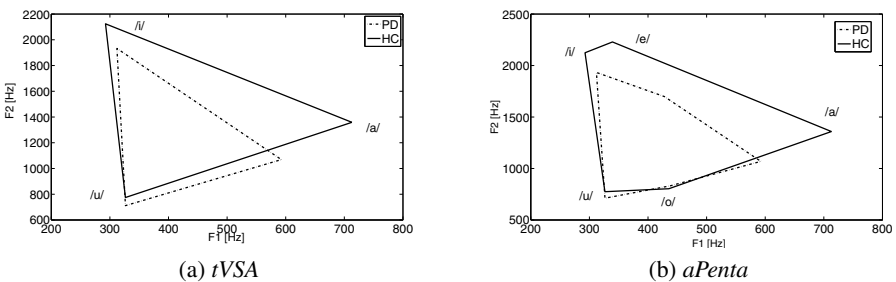 2200
2000
1800
1600
1400
1200
1000
800
600
200
300
400
500
600
700
800
F2 [Hz]
F1 [Hz]
/i/
/a/
/u/
PD
HC
(a) tVSA
2500
2000
1500
1000
500
200
300
400
500
600
700
800
F2 [Hz]
F1 [Hz]
/e/
/i/
/a/
/u/
/o/
PD
HC
(b) aPenta